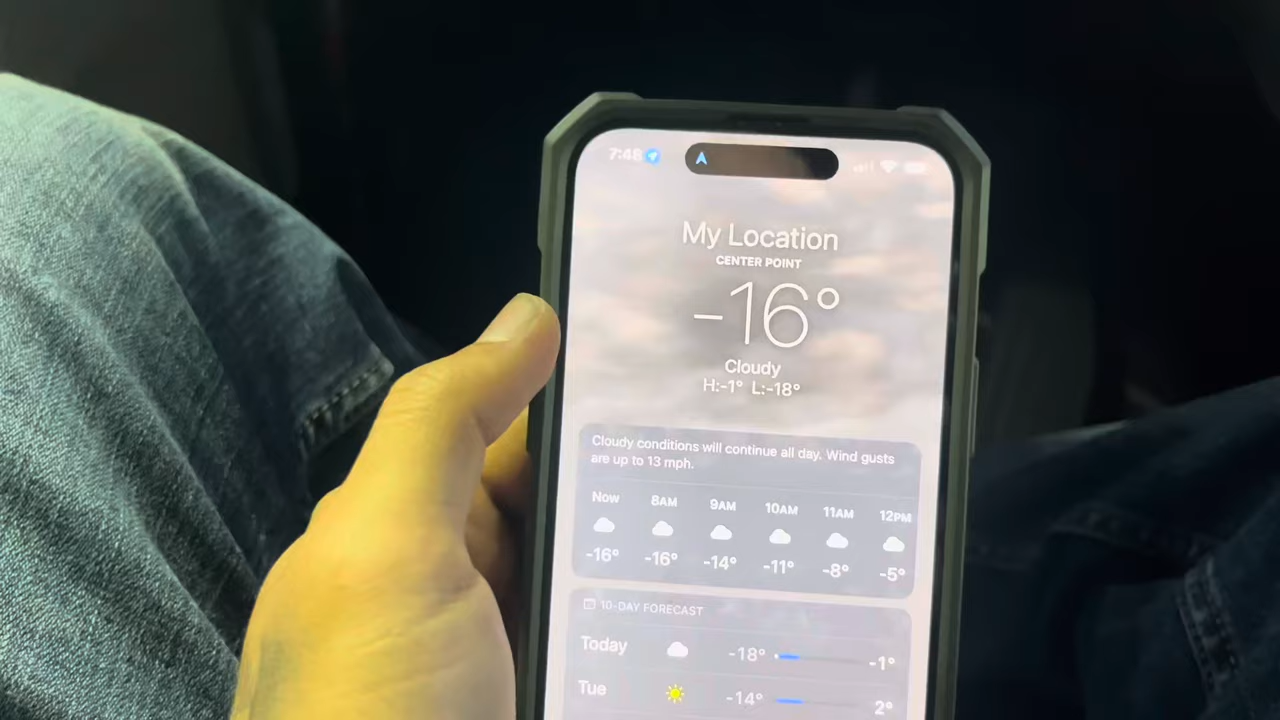 7:48
My Location
CENTER POINT
-16°
Cloudy
H:-1° L:-18°
Cloudy conditions will continue all day. Wind gusts
are up to 13 mph.
Now 8AM 9AM 10AM 11AM 12PM
-16° -16° -14° -11° -8° -5°
10-DAY FORECAST
Today -18° -1°
Tue -14° 2°